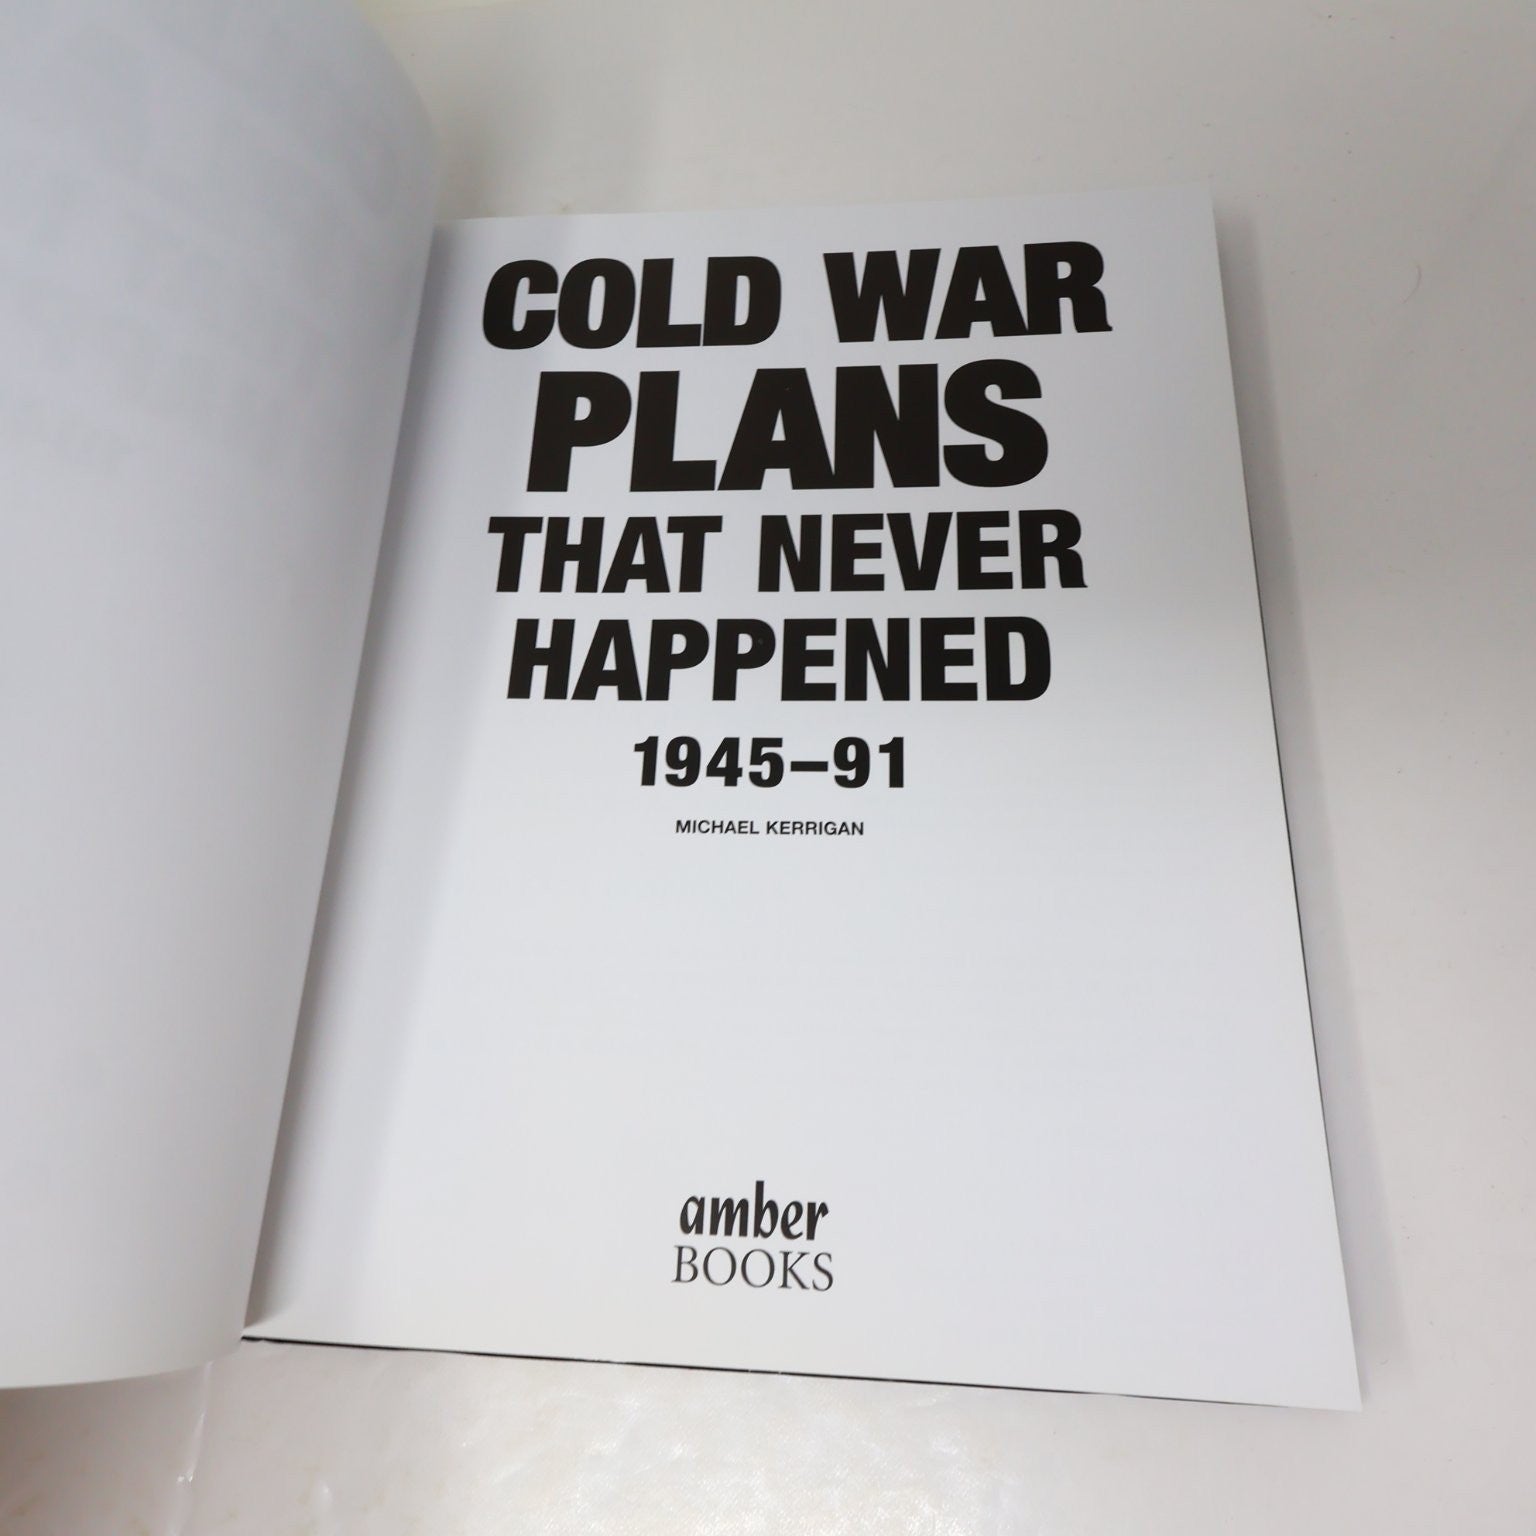 COLD WAR
PLANS
THAT NEVER
HAPPENED
1945–91
MICHAEL KERRIGAN
amber
BOOKS